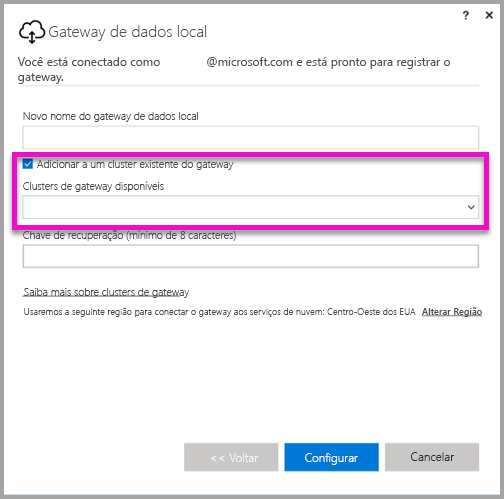 ? ×
Gateway de dados local
Você está conectado como @microsoft.com e está pronto para registrar o
gateway.
Novo nome do gateway de dados local
Adicionar a um cluster existente do gateway
Clusters de gateway disponíveis
Chave de recuperação (mínimo de 8 caracteres)
Saiba mais sobre clusters de gateway
Usaremos a seguinte região para conectar o gateway aos serviços de nuvem: Centro-Oeste dos EUA Alterar Região
<< Voltar Configurar Cancelar